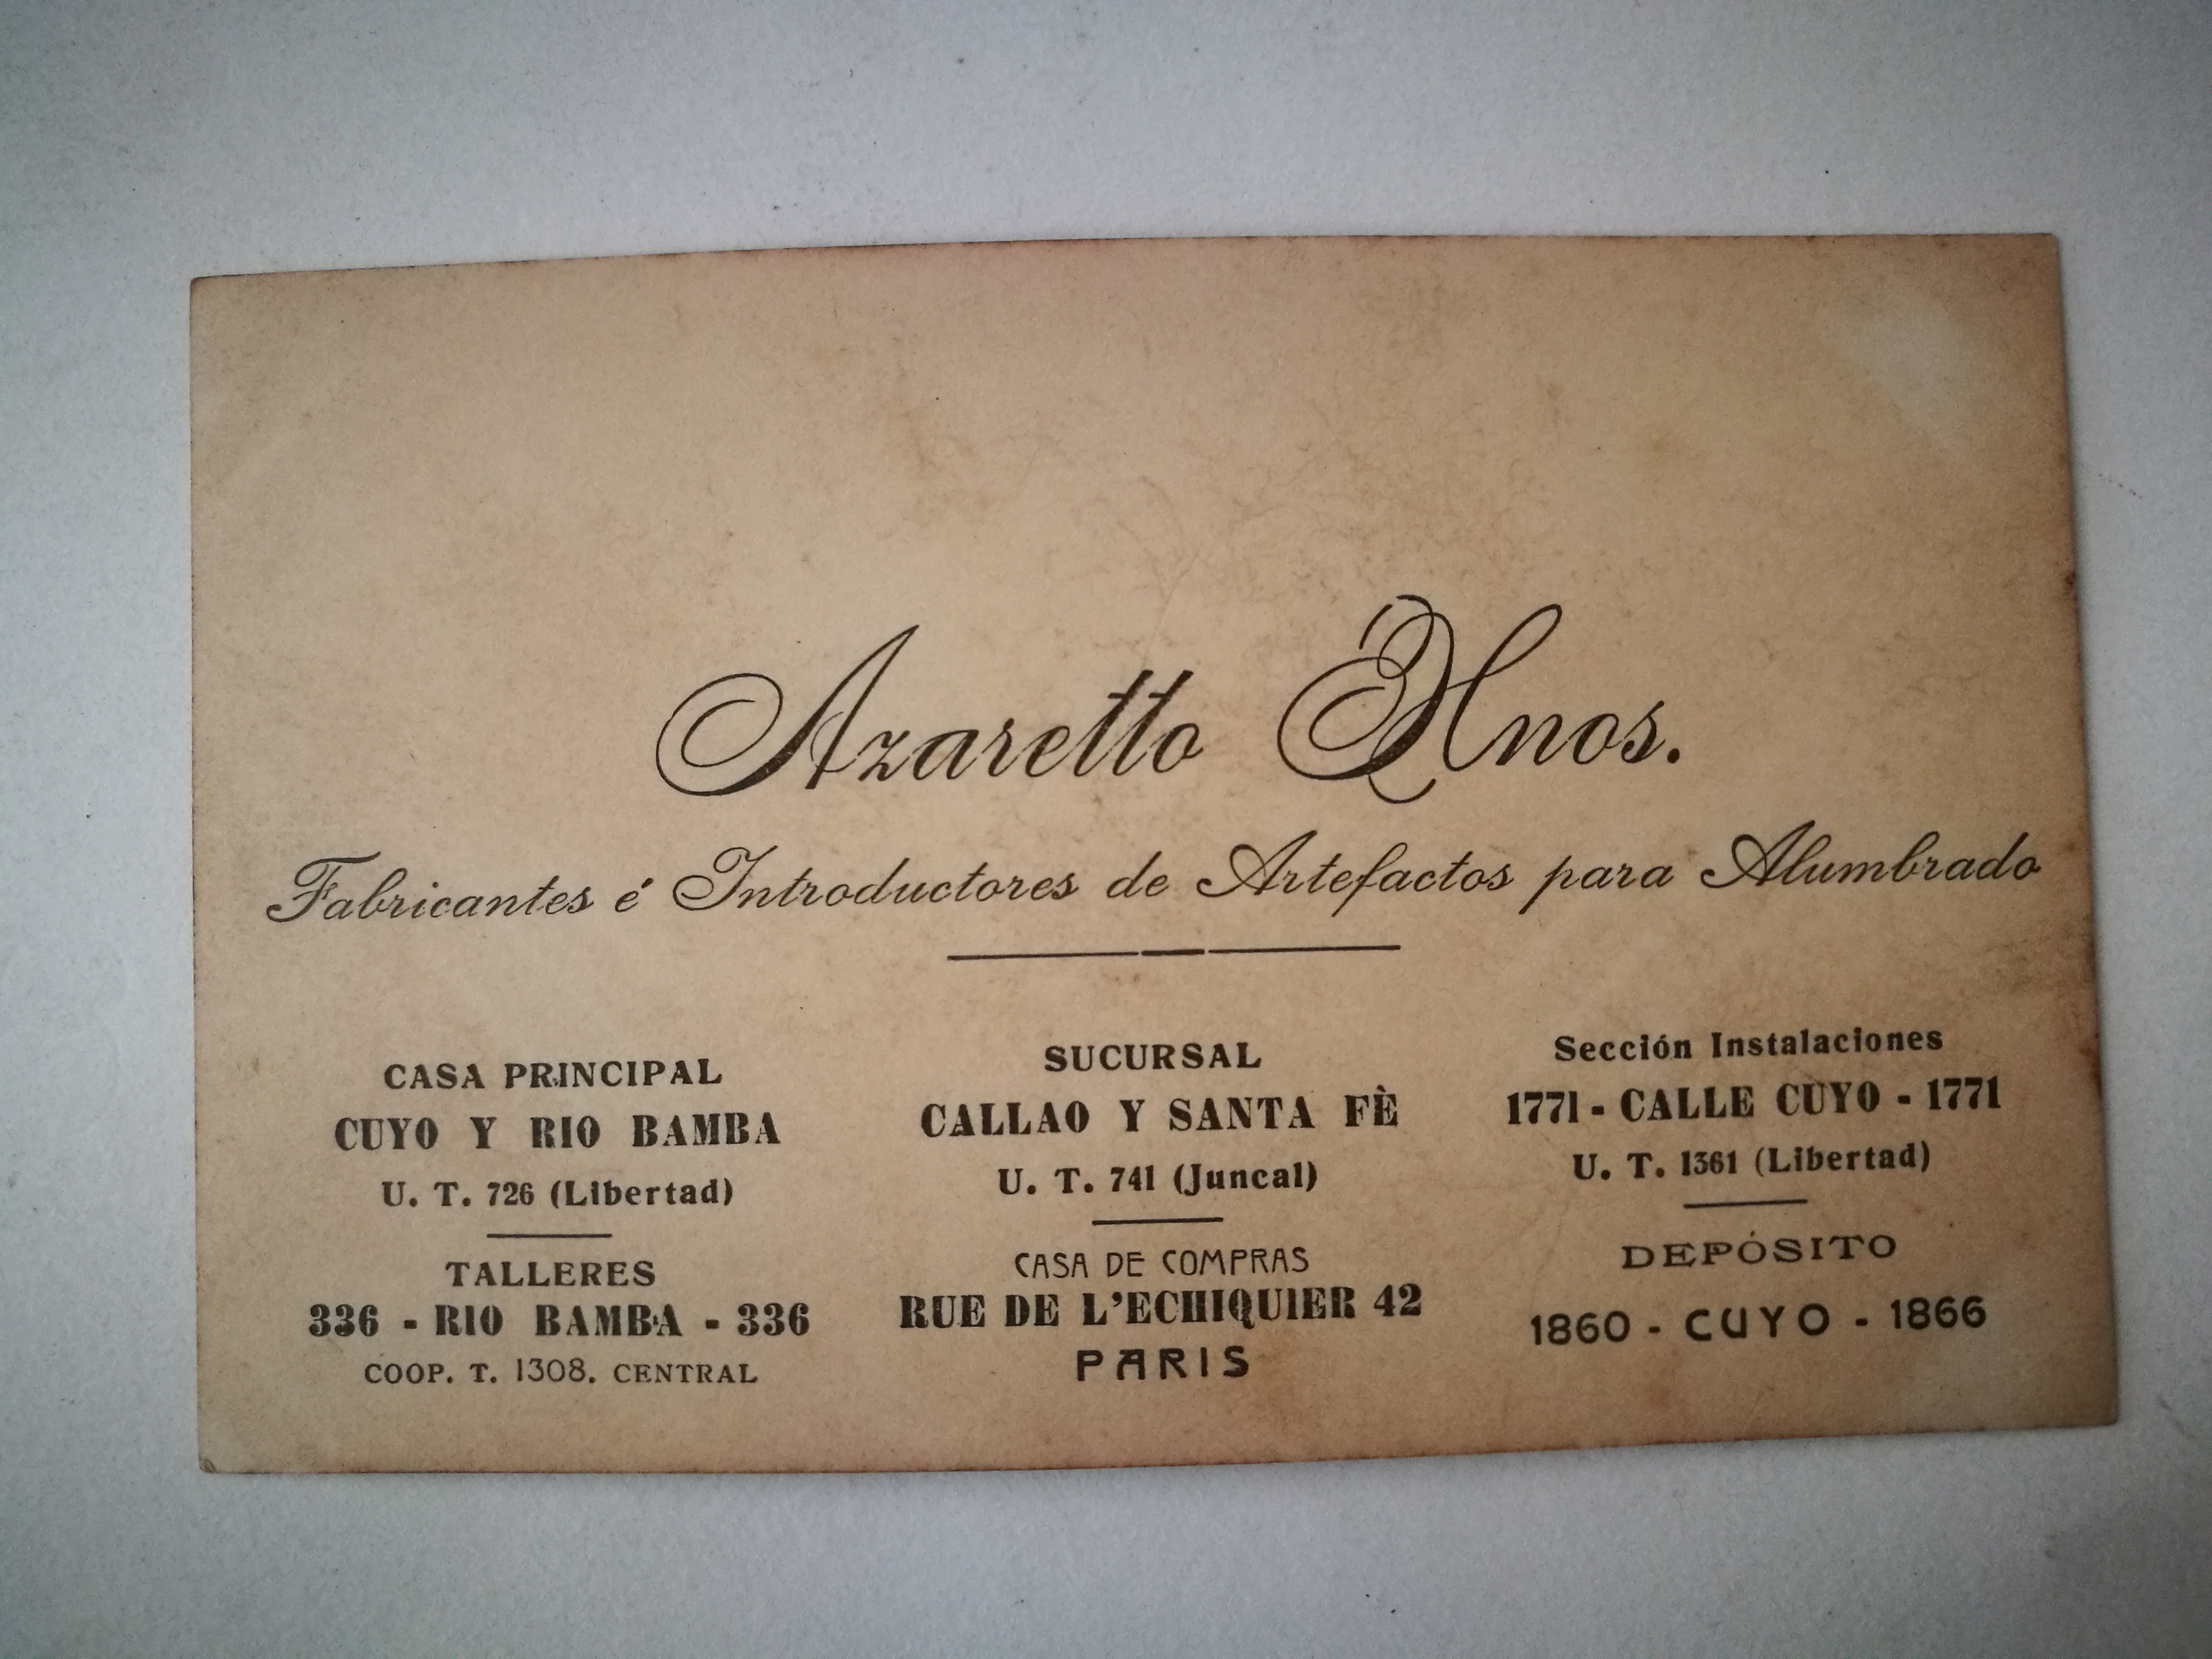 Azaretto Hnos.
Fabricantes é Introductores de Artefactos para Alumbrado
CASA PRINCIPAL
CUYO Y RIO BAMBA
U. T. 726 (Libertad)
TALLERES
336 - RIO BAMBA - 336
COOP. T. 1308. CENTRAL
SUCURSAL
CALLAO Y SANTA FÈ
U. T. 741 (Juncal)
CASA DE COMPRAS
RUE DE L'ECHIQUIER 42
PARIS
Sección Instalaciones
1771 - CALLE CUYO - 1771
U. T. 1361 (Libertad)
DEPÓSITO
1860 - CUYO - 1866